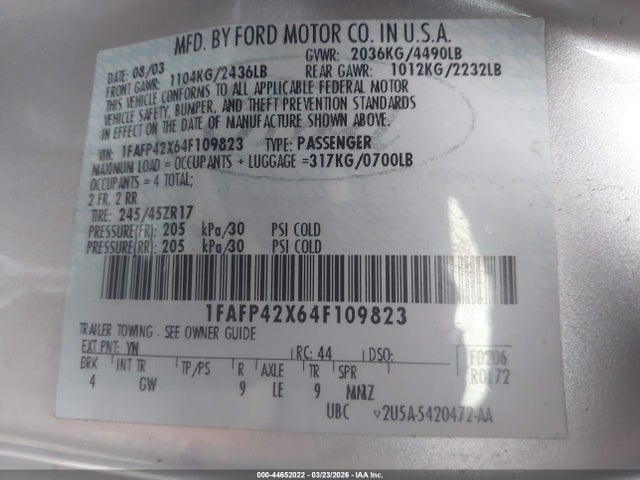 MFD. BY FORD MOTOR CO. IN U.S.A.
DATE: 08/03 GVWR: 2036KG/4490LB
FRONT GAWR: 1104KG/2436LB REAR GAWR: 1012KG/2232LB
THIS VEHICLE CONFORMS TO ALL APPLICABLE FEDERAL MOTOR
VEHICLE SAFETY, BUMPER, AND THEFT PREVENTION STANDARDS
IN EFFECT ON THE DATE OF MANUFACTURE SHOWN ABOVE.
VIN: 1FAFP42X64F109823 TYPE: PASSENGER
MAXIMUM LOAD = OCCUPANTS + LUGGAGE =317KG/0700LB
OCCUPANTS = 4 TOTAL;
2 FR, 2 RR
TIRE: 245/45ZR17
PRESSURE(FR): 205 kPa/30 PSI COLD
PRESSURE(RR): 205 kPa/30 PSI COLD
1FAFP42X64F109823
TRAILER TOWING - SEE OWNER GUIDE
EXT PNT: YN RC: 44 DSO: F0206
BRK INT TR TP/PS R AXLE TR SPR R0172
4 GW 9 LE 9
UBC ▽2U5A-5420472-AA
000-44652022 - 03/23/2026 - IAA Inc.